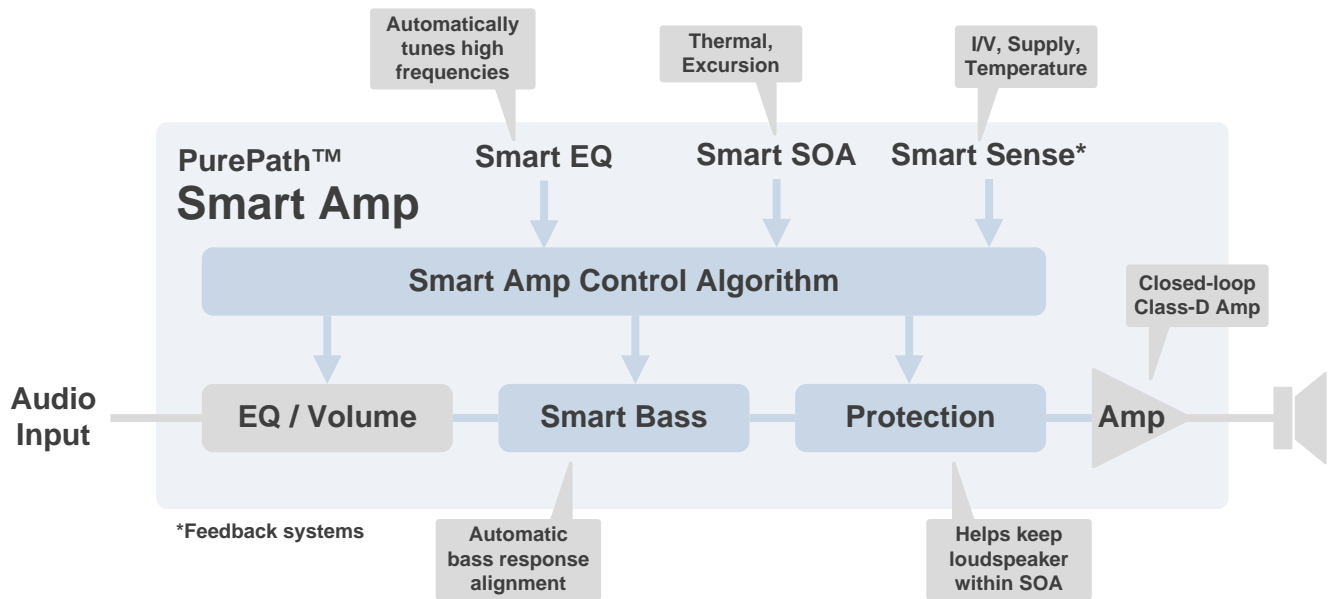 Automatically
tunes high
frequencies
Thermal,
Excursion
I/V, Supply,
Temperature
PurePath™
Smart Amp
Smart EQ
Smart SOA
Smart Sense*
Smart Amp Control Algorithm
Closed-loop
Class-D Amp
Audio
Input
EQ / Volume
Smart Bass
Protection
Amp
*Feedback systems
Automatic
bass response
alignment
Helps keep
loudspeaker
within SOA